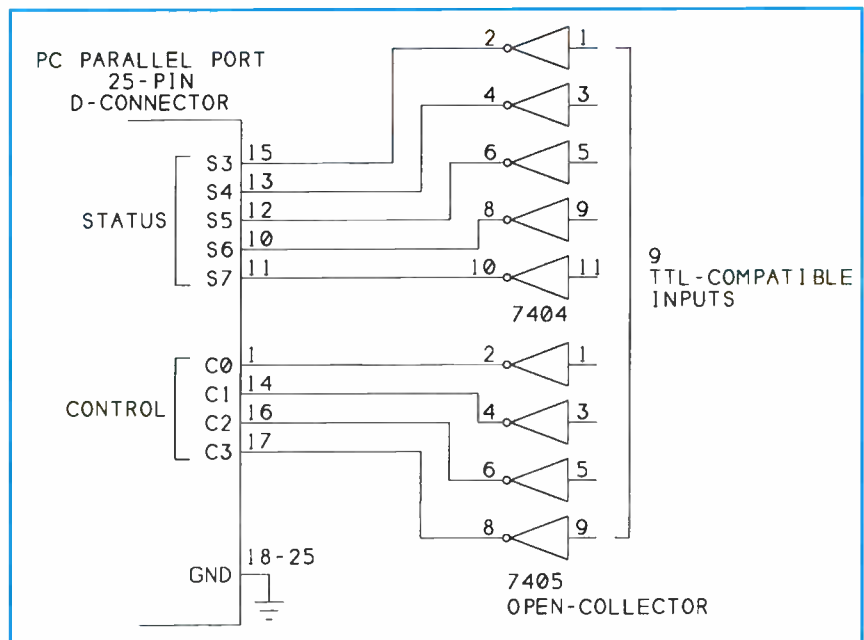 PC PARALLEL PORT
25-PIN
D-CONNECTOR
2 1
4 3
6 5
8 9
10 11
7404
S3 15
S4 13
S5 12
S6 10
S7 11
STATUS
9
TTL-COMPATIBLE
INPUTS
C0 1
C1 14
C2 16
C3 17
CONTROL
2 1
4 3
6 5
8 9
7405
OPEN-COLLECTOR
GND 18-25